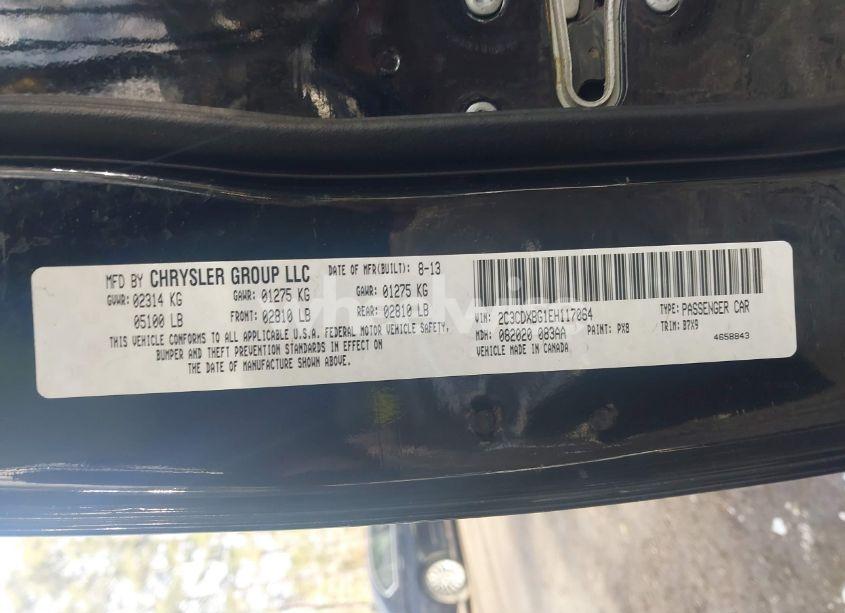 MFD BY CHRYSLER GROUP LLC DATE OF MFR(BUILT): 8-13
GVWR: 02314 KG GAWR: 01275 KG GAWR: 01275 KG
05100 LB FRONT: 02810 LB REAR: 02810 LB
THIS VEHICLE CONFORMS TO ALL APPLICABLE U.S.A. FEDERAL MOTOR VEHICLE SAFETY,
BUMPER AND THEFT PREVENTION STANDARDS IN EFFECT ON
THE DATE OF MANUFACTURE SHOWN ABOVE.
VIN: 2C3CDXBG1EH117064 TYPE: PASSENGER CAR
MDH: 082020 083AA PAINT: PX8 TRIM: B7X9
VEHICLE MADE IN CANADA 4658843